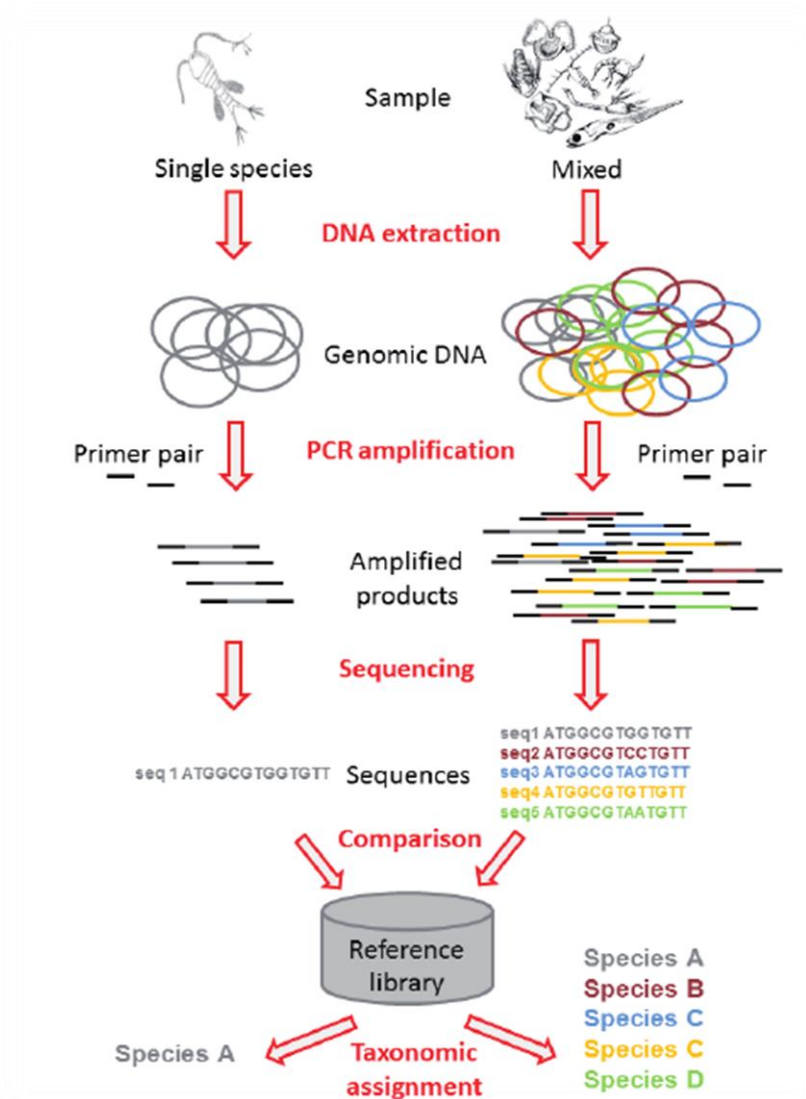 Sample
Single species
Mixed
DNA extraction
Genomic DNA
Primer pair
PCR amplification
Primer pair
Amplified
products
Sequencing
seq1 ATGGCGTGGTGTT
seq2 ATGGCGTCCTGTT
seq3 ATGGCGTAGTGTT
seq4 ATGGCGTGTTGTT
seq5 ATGGCGTAATGTT
seq1 ATGGCGTGGTGTT
Sequences
Comparison
Reference
library
Species A
Species B
Species C
Species C
Species D
Species A
Taxonomic
assignment